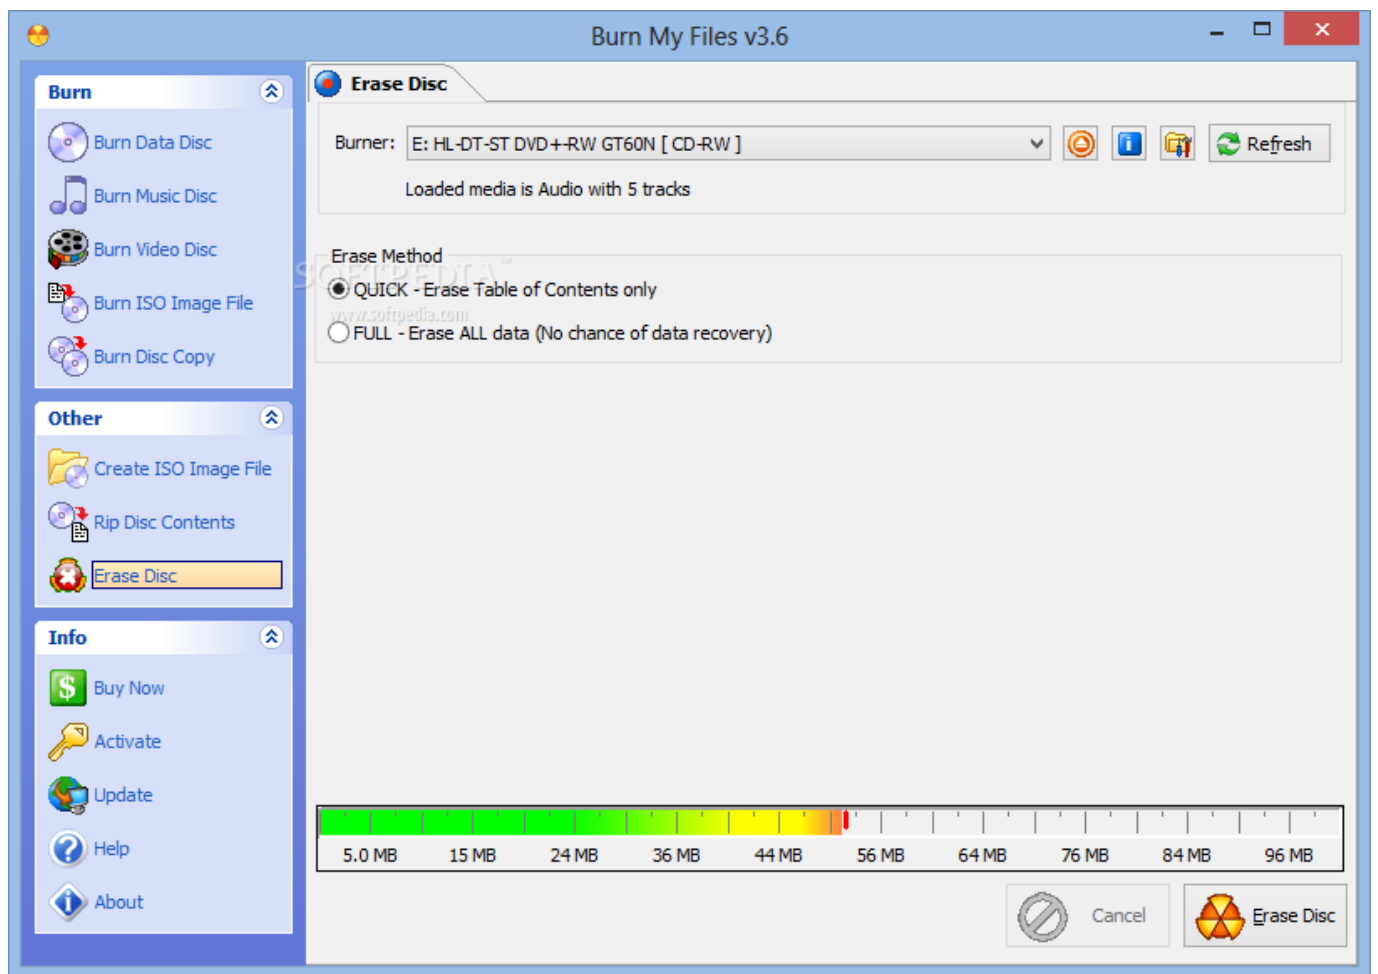 Burn My Files v3.6
Burn
Burn Data Disc
Burn Music Disc
Burn Video Disc
Burn ISO Image File
Burn Disc Copy
Other
Create ISO Image File
Rip Disc Contents
Erase Disc
Info
Buy Now
Activate
Update
Help
About
Erase Disc
Burner: E: HL-DT-ST DVD+-RW GT60N [ CD-RW ] Refresh
Loaded media is Audio with 5 tracks
Erase Method
SOFTPEDIA™
QUICK - Erase Table of Contents only
www.softpedia.com
FULL - Erase ALL data (No chance of data recovery)
5.0 MB 15 MB 24 MB 36 MB 44 MB 56 MB 64 MB 76 MB 84 MB 96 MB
Cancel Erase Disc